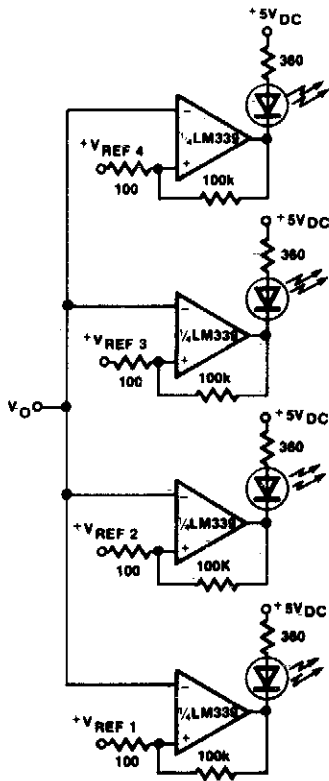 +5VDC
360
¼LM339
+VREF 4
100
100k
+5VDC
360
¼LM339
+VREF 3
100
100k
VO
+5VDC
360
¼LM339
+VREF 2
100
100K
+5VDC
360
¼LM339
+VREF 1
100
100k